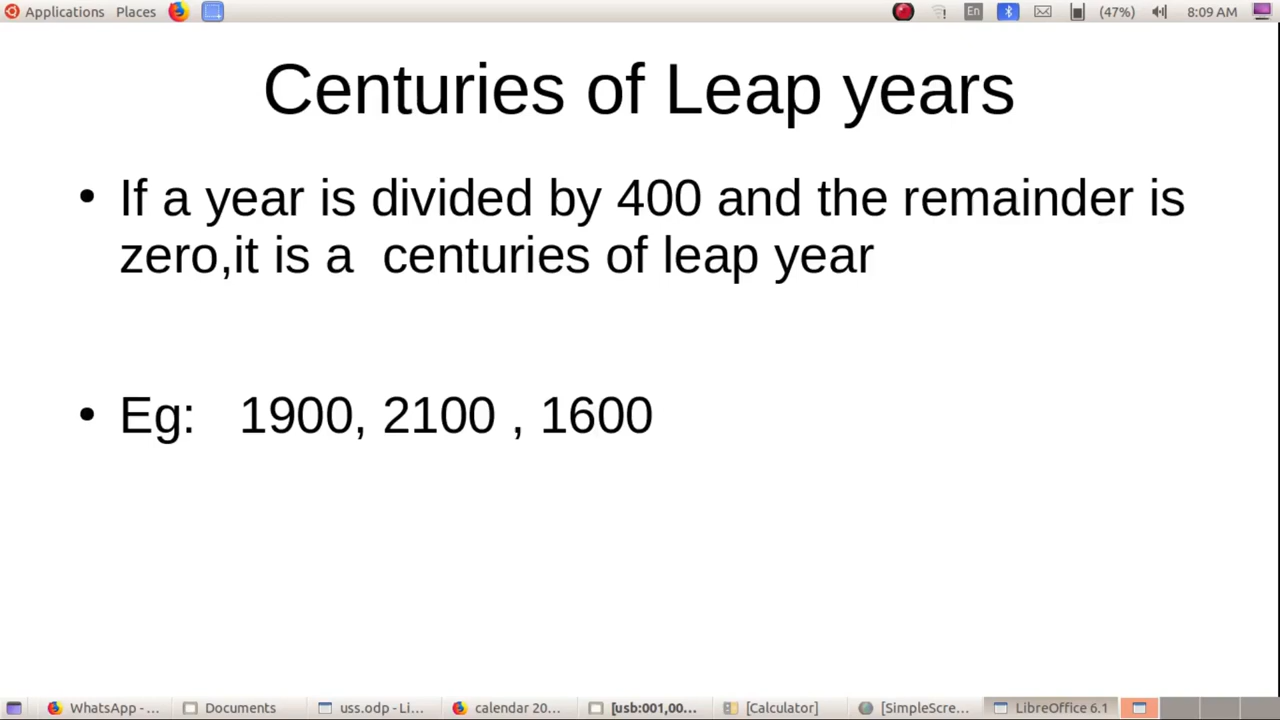 Applications Places En (47%) 8:09 AM
Centuries of Leap years
• If a year is divided by 400 and the remainder is
zero,it is a centuries of leap year
• Eg: 1900, 2100 , 1600
WhatsApp - ... Documents uss.odp - Li... calendar 20... [usb:001,00... [Calculator] [SimpleScre... LibreOffice 6.1